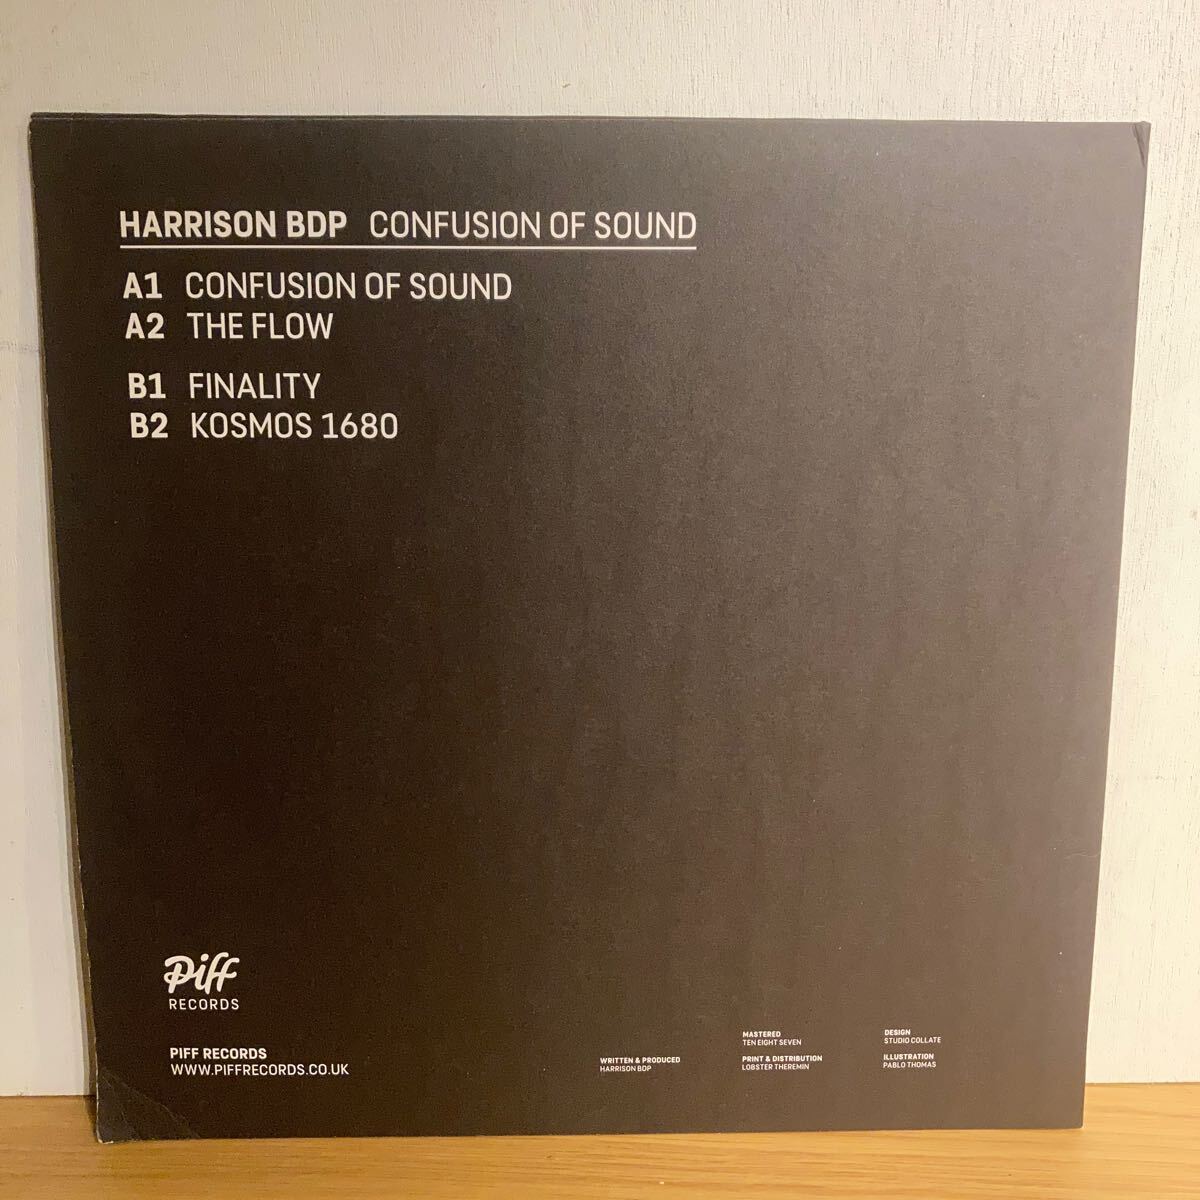 HARRISON BDP CONFUSION OF SOUND
A1 CONFUSION OF SOUND
A2 THE FLOW
B1 FINALITY
B2 KOSMOS 1680
Piff
RECORDS
PIFF RECORDS
WWW.PIFFRECORDS.CO.UK
WRITTEN & PRODUCED
HARRISON BDP
MASTERED
TEN EIGHT SEVEN
PRINT & DISTRIBUTION
LOBSTER THEREMIN
DESIGN
STUDIO COLLATE
ILLUSTRATION
PABLO THOMAS